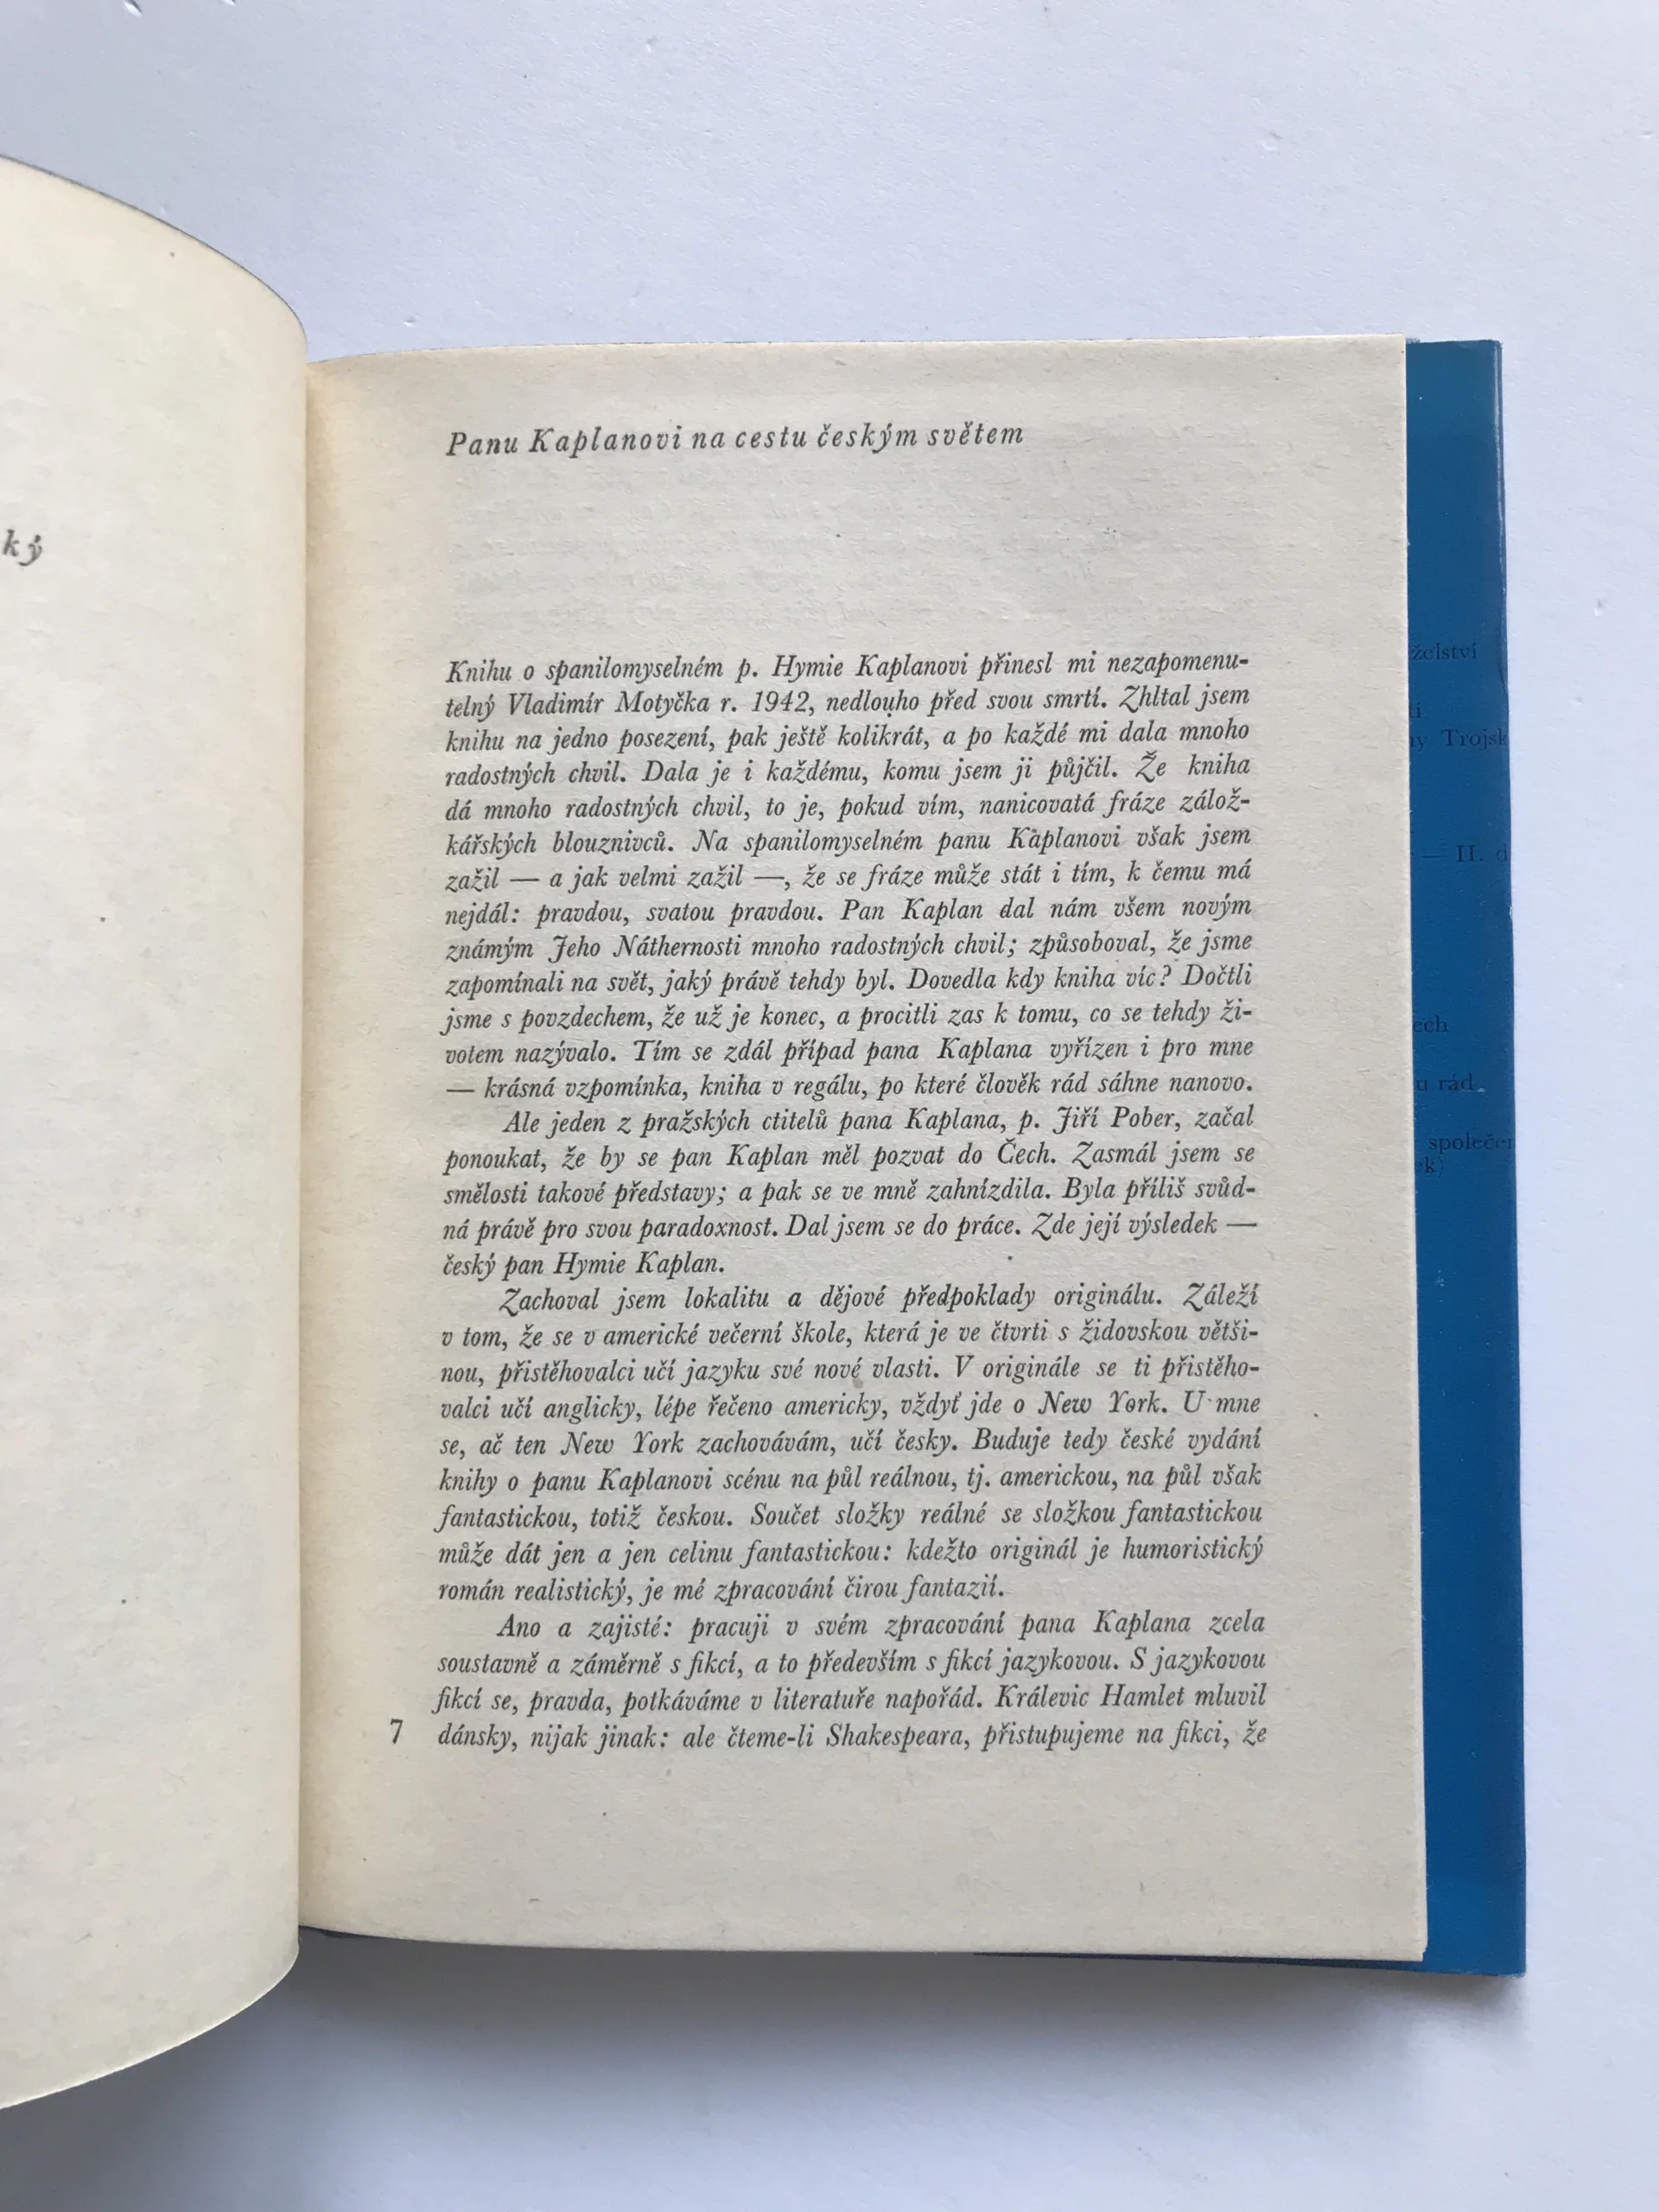 ký
Panu Kaplanovi na cestu českým světem
Knihu o spanilomyselném p. Hymie Kaplanovi přinesl mi nezapomenu-
telný Vladimír Motyčka r. 1942, nedlouho před svou smrtí. Zhltal jsem
knihu na jedno posezení, pak ještě kolikrát, a po každé mi dala mnoho
radostných chvil. Dala je i každému, komu jsem ji půjčil. Že kniha
dá mnoho radostných chvil, to je, pokud vím, nanicovatá fráze zálož-
kářských blouznivců. Na spanilomyselném panu Kaplanovi však jsem
zažil — a jak velmi zažil —, že se fráze může stát i tím, k čemu má
nejdál: pravdou, svatou pravdou. Pan Kaplan dal nám všem novým
známým Jeho Náthernosti mnoho radostných chvil; způsoboval, že jsme
zapomínali na svět, jaký právě tehdy byl. Dovedla kdy kniha víc? Dočtli
jsme s povzdechem, že už je konec, a procitli zas k tomu, co se tehdy ži-
votem nazývalo. Tím se zdál případ pana Kaplana vyřízen i pro mne
— krásná vzpomínka, kniha v regálu, po které člověk rád sáhne nanovo.
Ale jeden z pražských ctitelů pana Kaplana, p. Jiří Pober, začal
ponoukat, že by se pan Kaplan měl pozvat do Čech. Zasmál jsem se
smělosti takové představy; a pak se ve mně zahnízdila. Byla příliš svůd-
ná právě pro svou paradoxnost. Dal jsem se do práce. Zde její výsledek —
český pan Hymie Kaplan.
Zachoval jsem lokalitu a dějové předpoklady originálu. Záleží
v tom, že se v americké večerní škole, která je ve čtvrti s židovskou větši-
nou, přistěhovalci učí jazyku své nové vlasti. V originále se ti přistěho-
valci učí anglicky, lépe řečeno americky, vždyť jde o New York. U mne
se, ač ten New York zachovávám, učí česky. Buduje tedy české vydání
knihy o panu Kaplanovi scénu na půl reálnou, tj. americkou, na půl však
fantastickou, totiž českou. Součet složky reálné se složkou fantastickou
může dát jen a jen celinu fantastickou: kdežto originál je humoristický
román realistický, je mé zpracování čirou fantazií.
Ano a zajisté: pracuji v svém zpracování pana Kaplana zcela
soustavně a záměrně s fikcí, a to především s fikcí jazykovou. S jazykovou
fikcí se, pravda, potkáváme v literatuře napořád. Králevic Hamlet mluvil
dánsky, nijak jinak: ale čteme-li Shakespeara, přistupujeme na fikci, že
7
želství
y Trojsk
— II. d
ech
u rád
společen
ek)